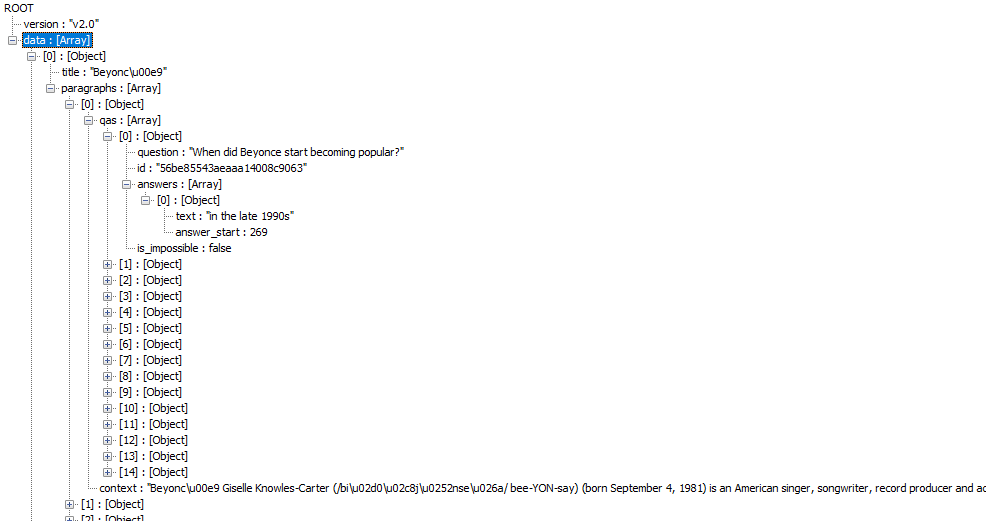 ROOT
version : "v2.0"
data : [Array]
[0] : [Object]
title : "Beyonc\u00e9"
paragraphs : [Array]
[0] : [Object]
qas : [Array]
[0] : [Object]
question : "When did Beyonce start becoming popular?"
id : "56be85543aeaaa14008c9063"
answers : [Array]
[0] : [Object]
text : "in the late 1990s"
answer_start : 269
is_impossible : false
[1] : [Object]
[2] : [Object]
[3] : [Object]
[4] : [Object]
[5] : [Object]
[6] : [Object]
[7] : [Object]
[8] : [Object]
[9] : [Object]
[10] : [Object]
[11] : [Object]
[12] : [Object]
[13] : [Object]
[14] : [Object]
context : "Beyonc\u00e9 Giselle Knowles-Carter (/bi\u02d0\u02c8j\u0252nse\u026a/ bee-YON-say) (born September 4, 1981) is an American singer, songwriter, record producer and
[1] : [Object]
[2] : [Object]